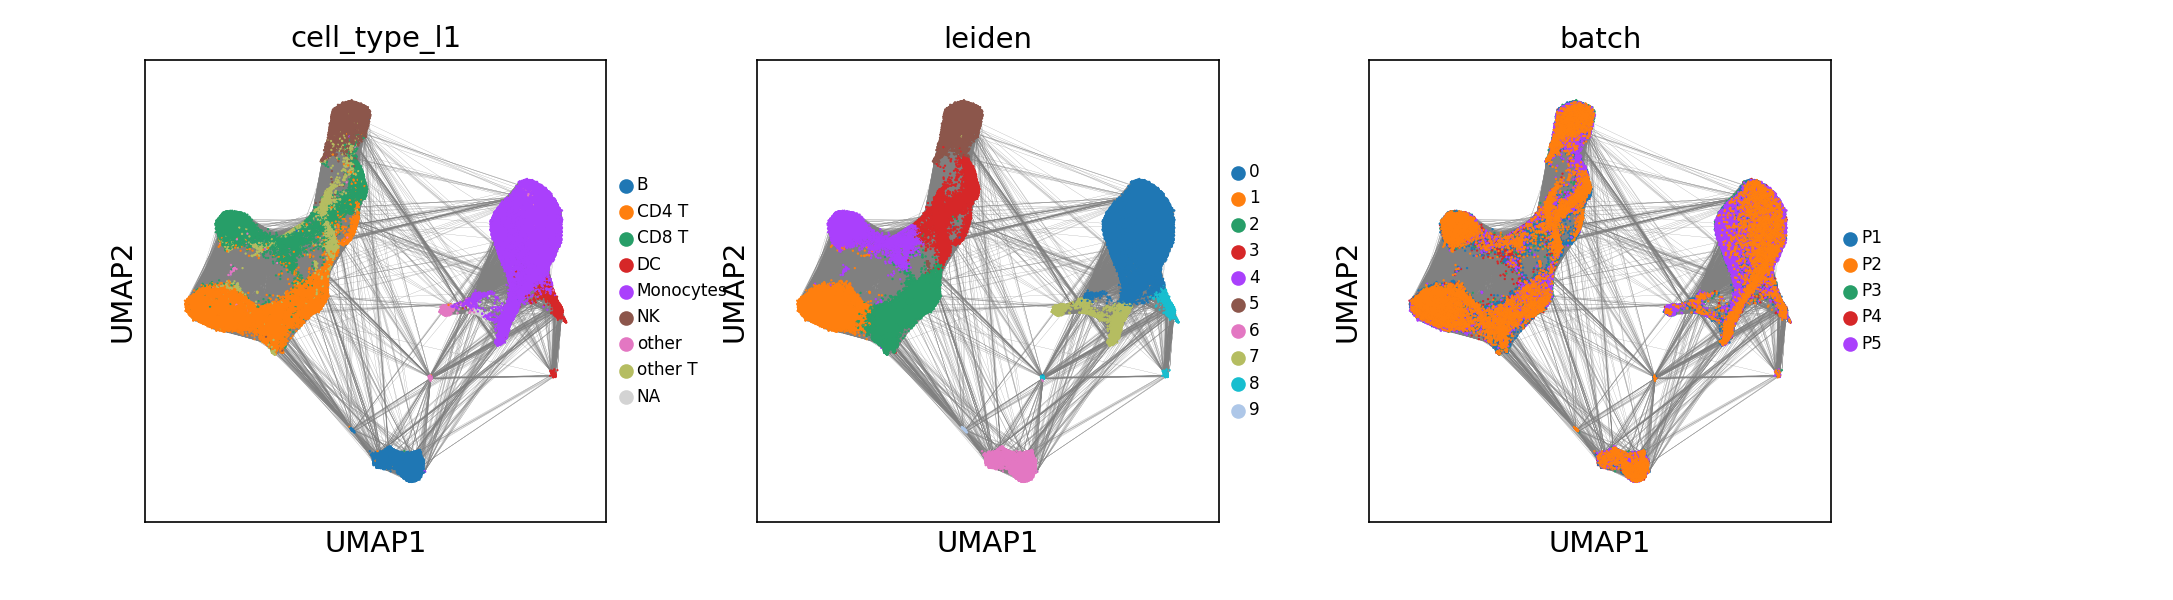 cell_type_l1
UMAP2
UMAP1
B
CD4 T
CD8 T
DC
Monocytes
NK
other
other T
NA
leiden
UMAP2
UMAP1
0
1
2
3
4
5
6
7
8
9
batch
UMAP2
UMAP1
P1
P2
P3
P4
P5